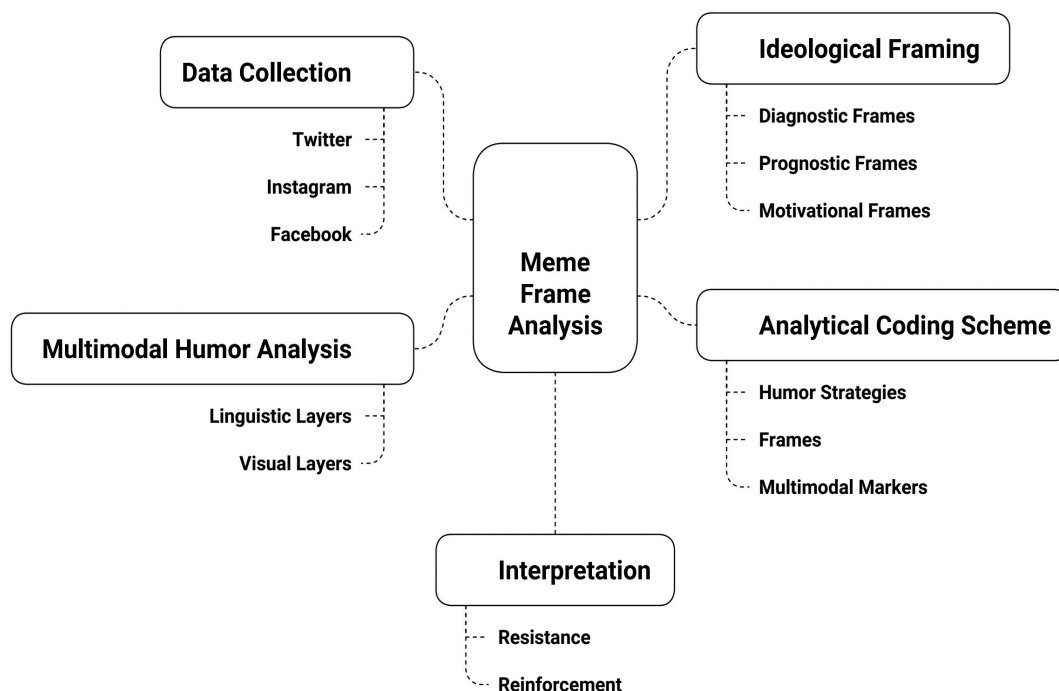 Data Collection
Twitter
Instagram
Facebook
Multimodal Humor Analysis
Linguistic Layers
Visual Layers
Meme
Frame
Analysis
Ideological Framing
Diagnostic Frames
Prognostic Frames
Motivational Frames
Analytical Coding Scheme
Humor Strategies
Frames
Multimodal Markers
Interpretation
Resistance
Reinforcement